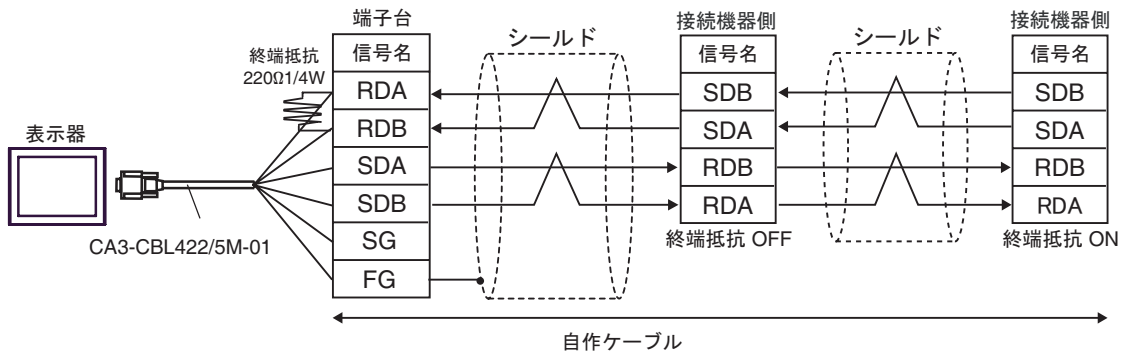 表示器
CA3-CBL422/5M-01
終端抵抗
220Ω1/4W
端子台
信号名
RDA
RDB
SDA
SDB
SG
FG
シールド
接続機器側
信号名
SDB
SDA
RDB
RDA
終端抵抗 OFF
シールド
接続機器側
信号名
SDB
SDA
RDB
RDA
終端抵抗 ON
自作ケーブル